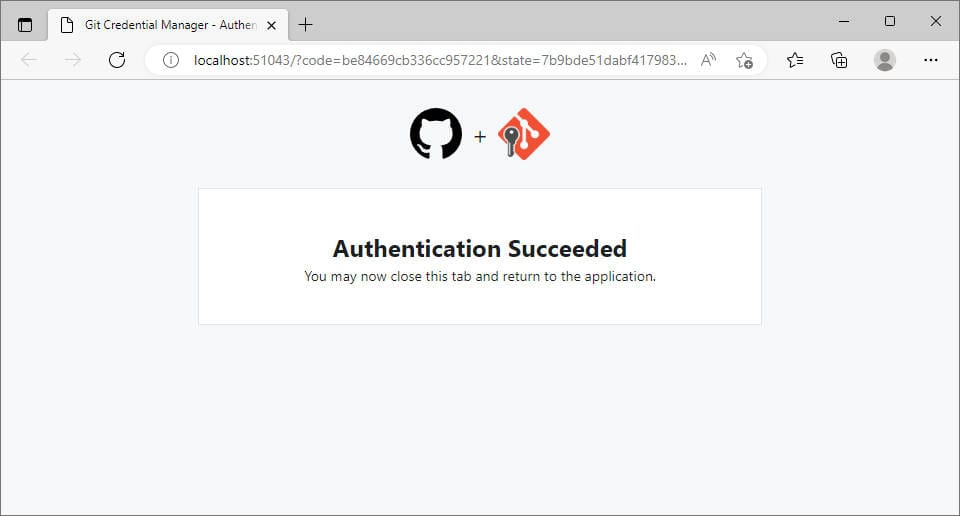 Git Credential Manager - Authen
localhost:51043/?code=be84669cb336cc957221&state=7b9bde51dabf417983...
+
Authentication Succeeded
You may now close this tab and return to the application.